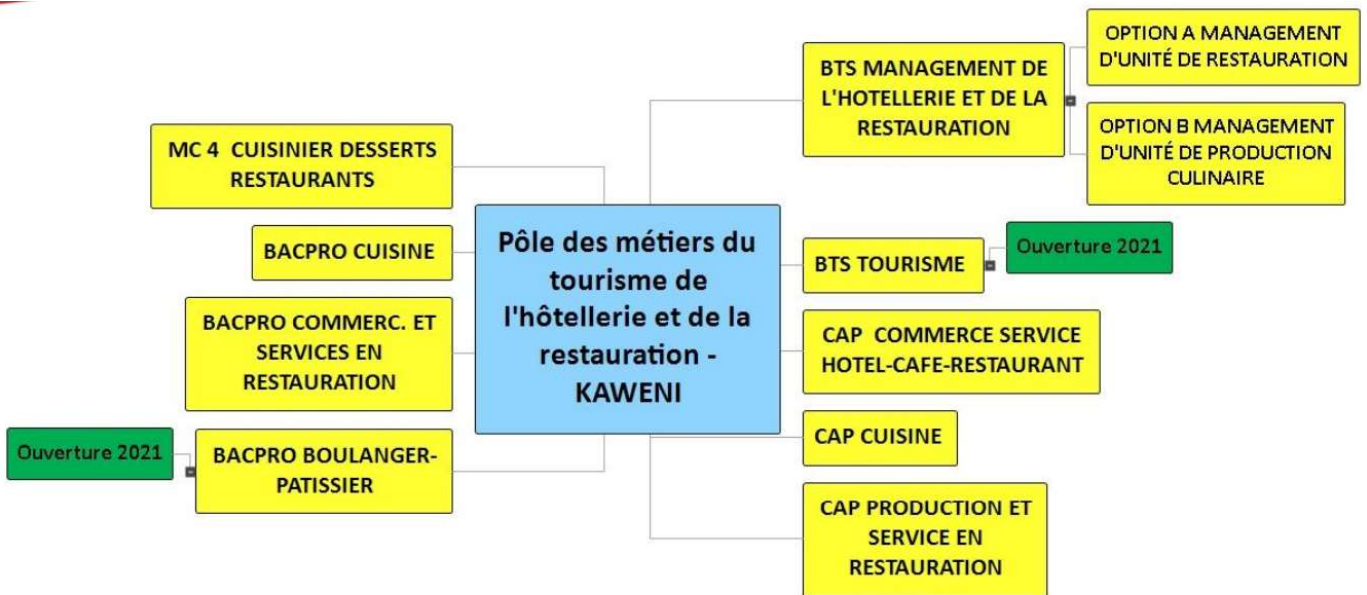 MC 4 CUISINIER DESSERTS
RESTAURANTS
BACPRO CUISINE
BACPRO COMMERC. ET
SERVICES EN
RESTAURATION
Ouverture 2021
BACPRO BOULANGER-
PATISSIER
Pôle des métiers du
tourisme de
l'hôtellerie et de la
restauration -
KAWENI
BTS MANAGEMENT DE
L'HOTELLERIE ET DE LA
RESTAURATION
OPTION A MANAGEMENT
D'UNITÉ DE RESTAURATION
OPTION B MANAGEMENT
D'UNITÉ DE PRODUCTION
CULINAIRE
BTS TOURISME
Ouverture 2021
CAP COMMERCE SERVICE
HOTEL-CAFE-RESTAURANT
CAP CUISINE
CAP PRODUCTION ET
SERVICE EN
RESTAURATION